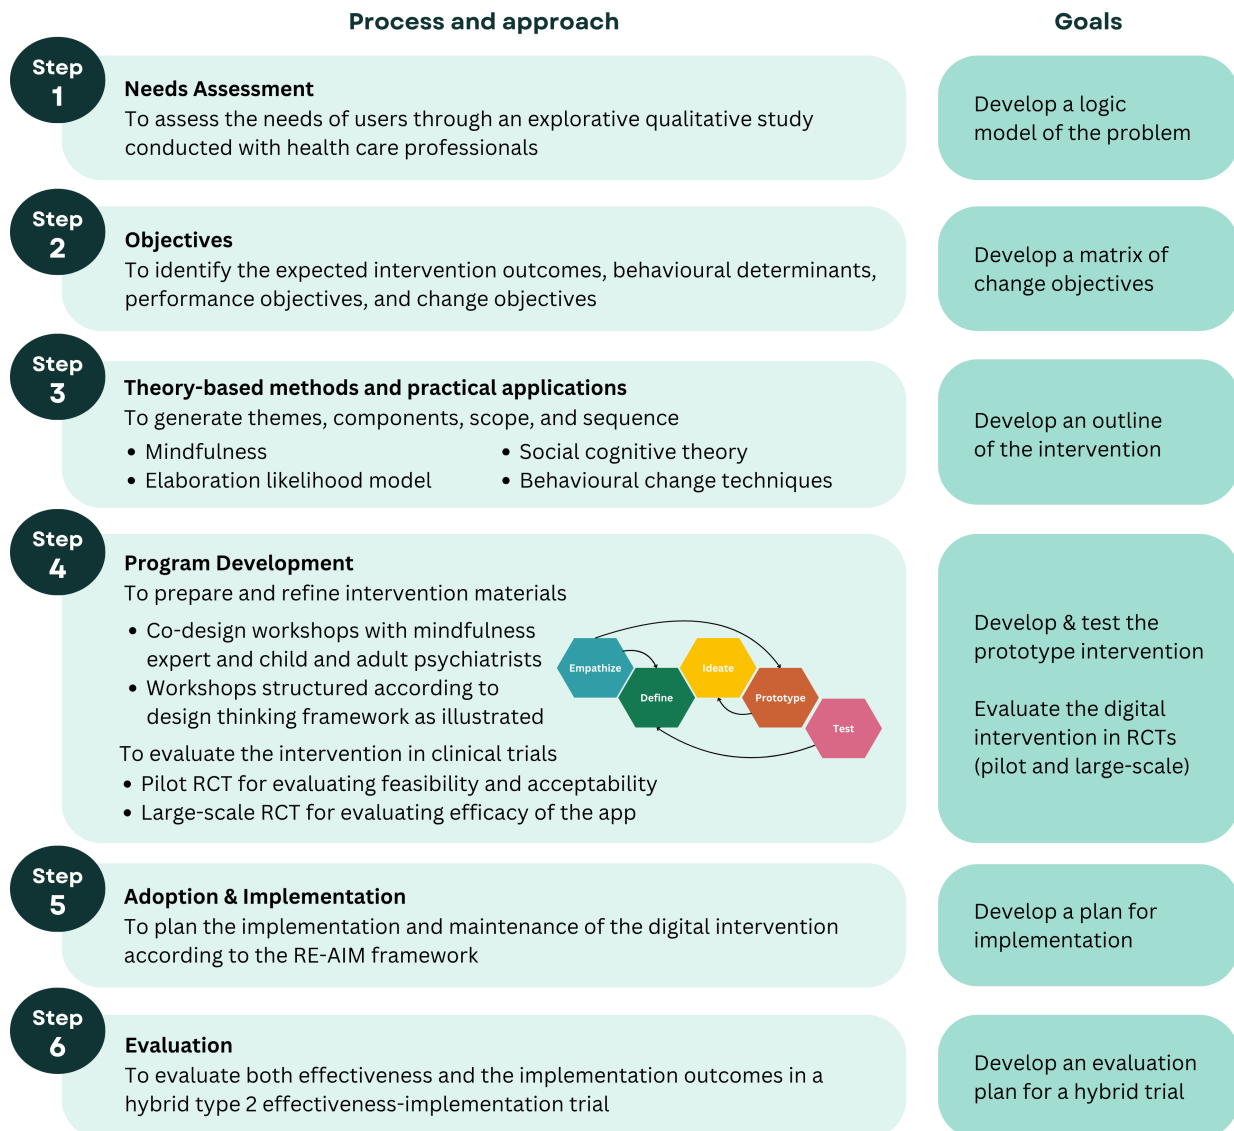 Process and approach
Goals
Step
1
Needs Assessment
To assess the needs of users through an explorative qualitative study
conducted with health care professionals
Develop a logic
model of the problem
Step
2
Objectives
To identify the expected intervention outcomes, behavioural determinants,
performance objectives, and change objectives
Develop a matrix of
change objectives
Step
3
Theory-based methods and practical applications
To generate themes, components, scope, and sequence
• Mindfulness
• Elaboration likelihood model
• Social cognitive theory
• Behavioural change techniques
Develop an outline
of the intervention
Step
4
Program Development
To prepare and refine intervention materials
• Co-design workshops with mindfulness
expert and child and adult psychiatrists
• Workshops structured according to
design thinking framework as illustrated
Empathize
Define
Ideate
Prototype
Test
To evaluate the intervention in clinical trials
• Pilot RCT for evaluating feasibility and acceptability
• Large-scale RCT for evaluating efficacy of the app
Develop & test the
prototype intervention
Evaluate the digital
intervention in RCTs
(pilot and large-scale)
Step
5
Adoption & Implementation
To plan the implementation and maintenance of the digital intervention
according to the RE-AIM framework
Develop a plan for
implementation
Step
6
Evaluation
To evaluate both effectiveness and the implementation outcomes in a
hybrid type 2 effectiveness-implementation trial
Develop an evaluation
plan for a hybrid trial